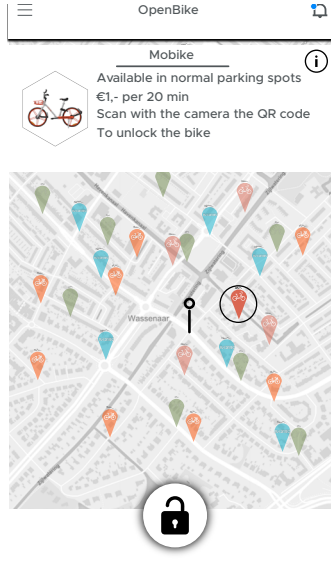 OpenBike
Mobike
Available in normal parking spots
€1,- per 20 min
Scan with the camera the QR code
To unlock the bike
Wassenaar